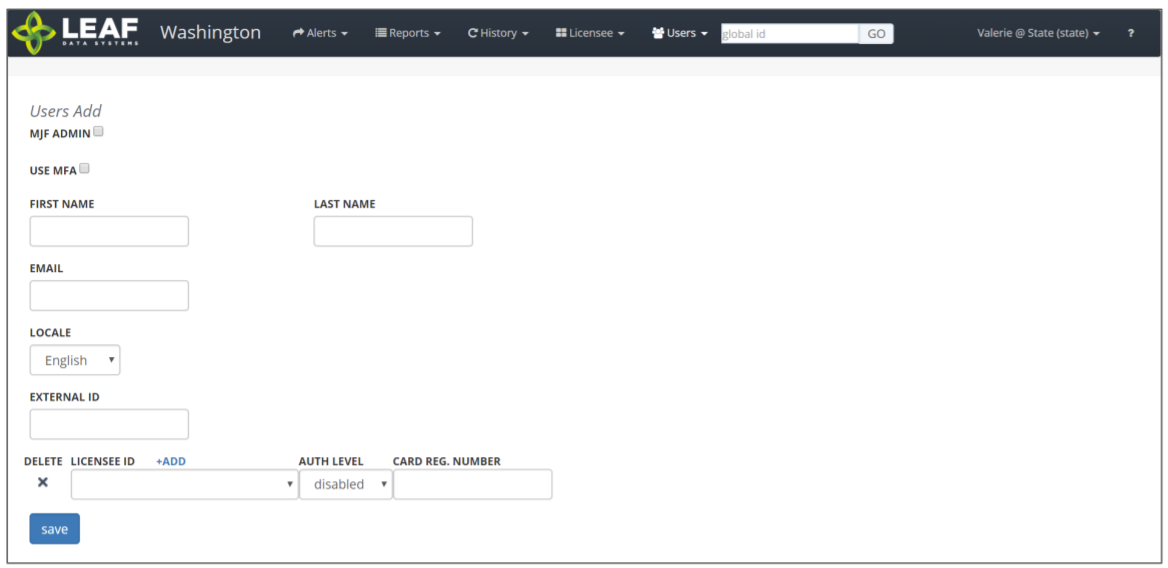 LEAF DATA SYSTEMS Washington Alerts Reports History Licensee Users global id GO Valerie @ State (state) ?
Users Add
MJF ADMIN
USE MFA
FIRST NAME LAST NAME
EMAIL
LOCALE
English
EXTERNAL ID
DELETE LICENSEE ID +ADD AUTH LEVEL CARD REG. NUMBER
disabled
save